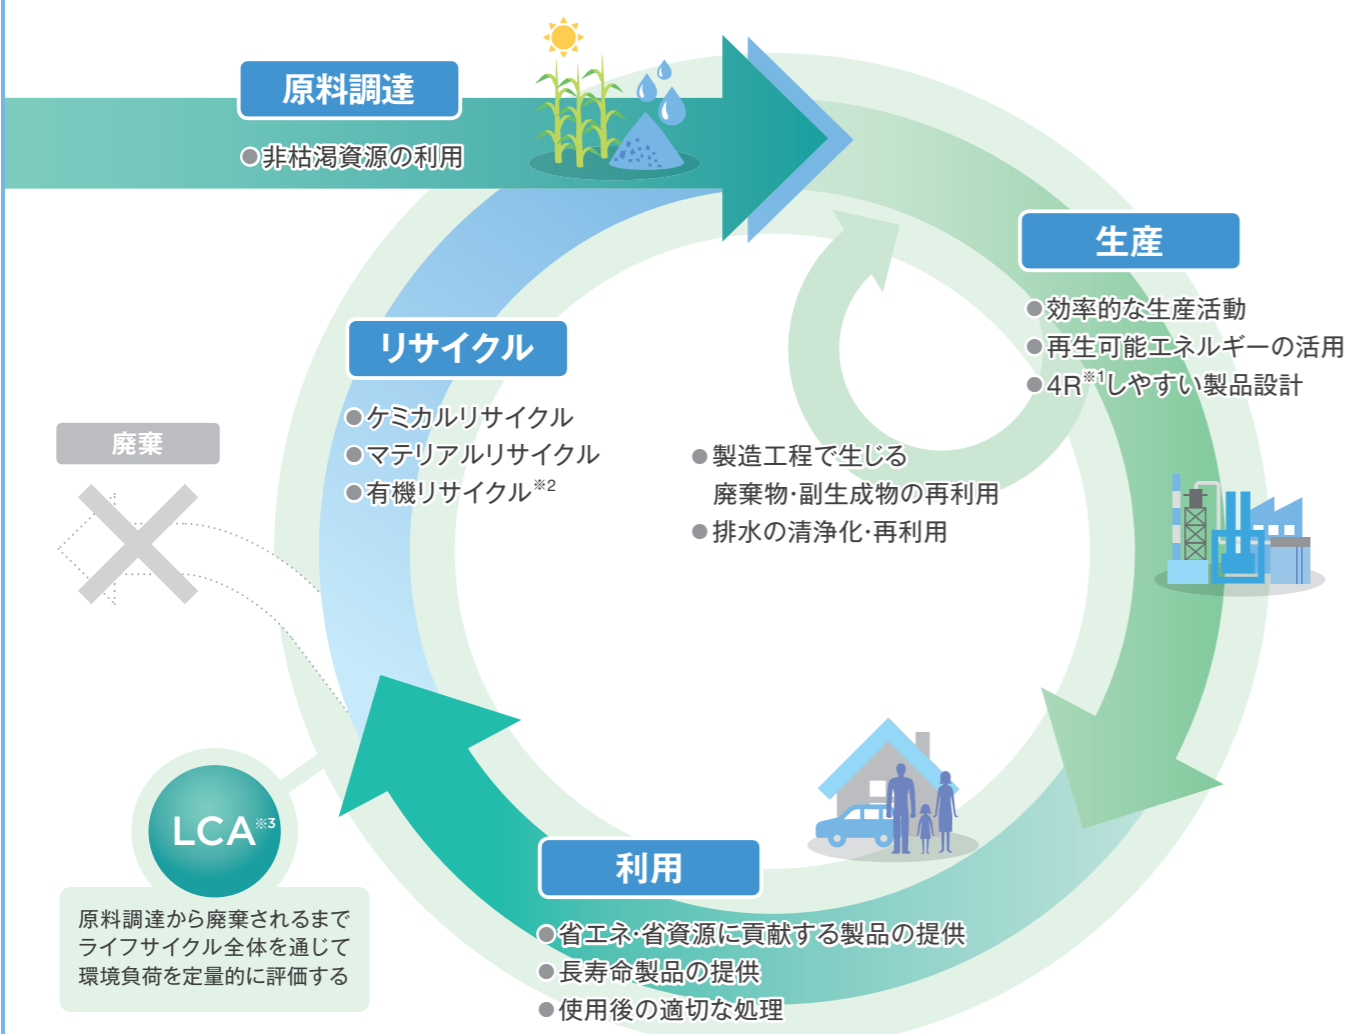 原料調達
●非枯渇資源の利用
生産
●効率的な生産活動
●再生可能エネルギーの活用
●4R※1しやすい製品設計
リサイクル
●ケミカルリサイクル
●マテリアルリサイクル
●有機リサイクル※2
●製造工程で生じる
廃棄物・副生成物の再利用
●排水の清浄化・再利用
廃棄
LCA※3
原料調達から廃棄されるまで
ライフサイクル全体を通じて
環境負荷を定量的に評価する
利用
●省エネ・省資源に貢献する製品の提供
●長寿命製品の提供
●使用後の適切な処理